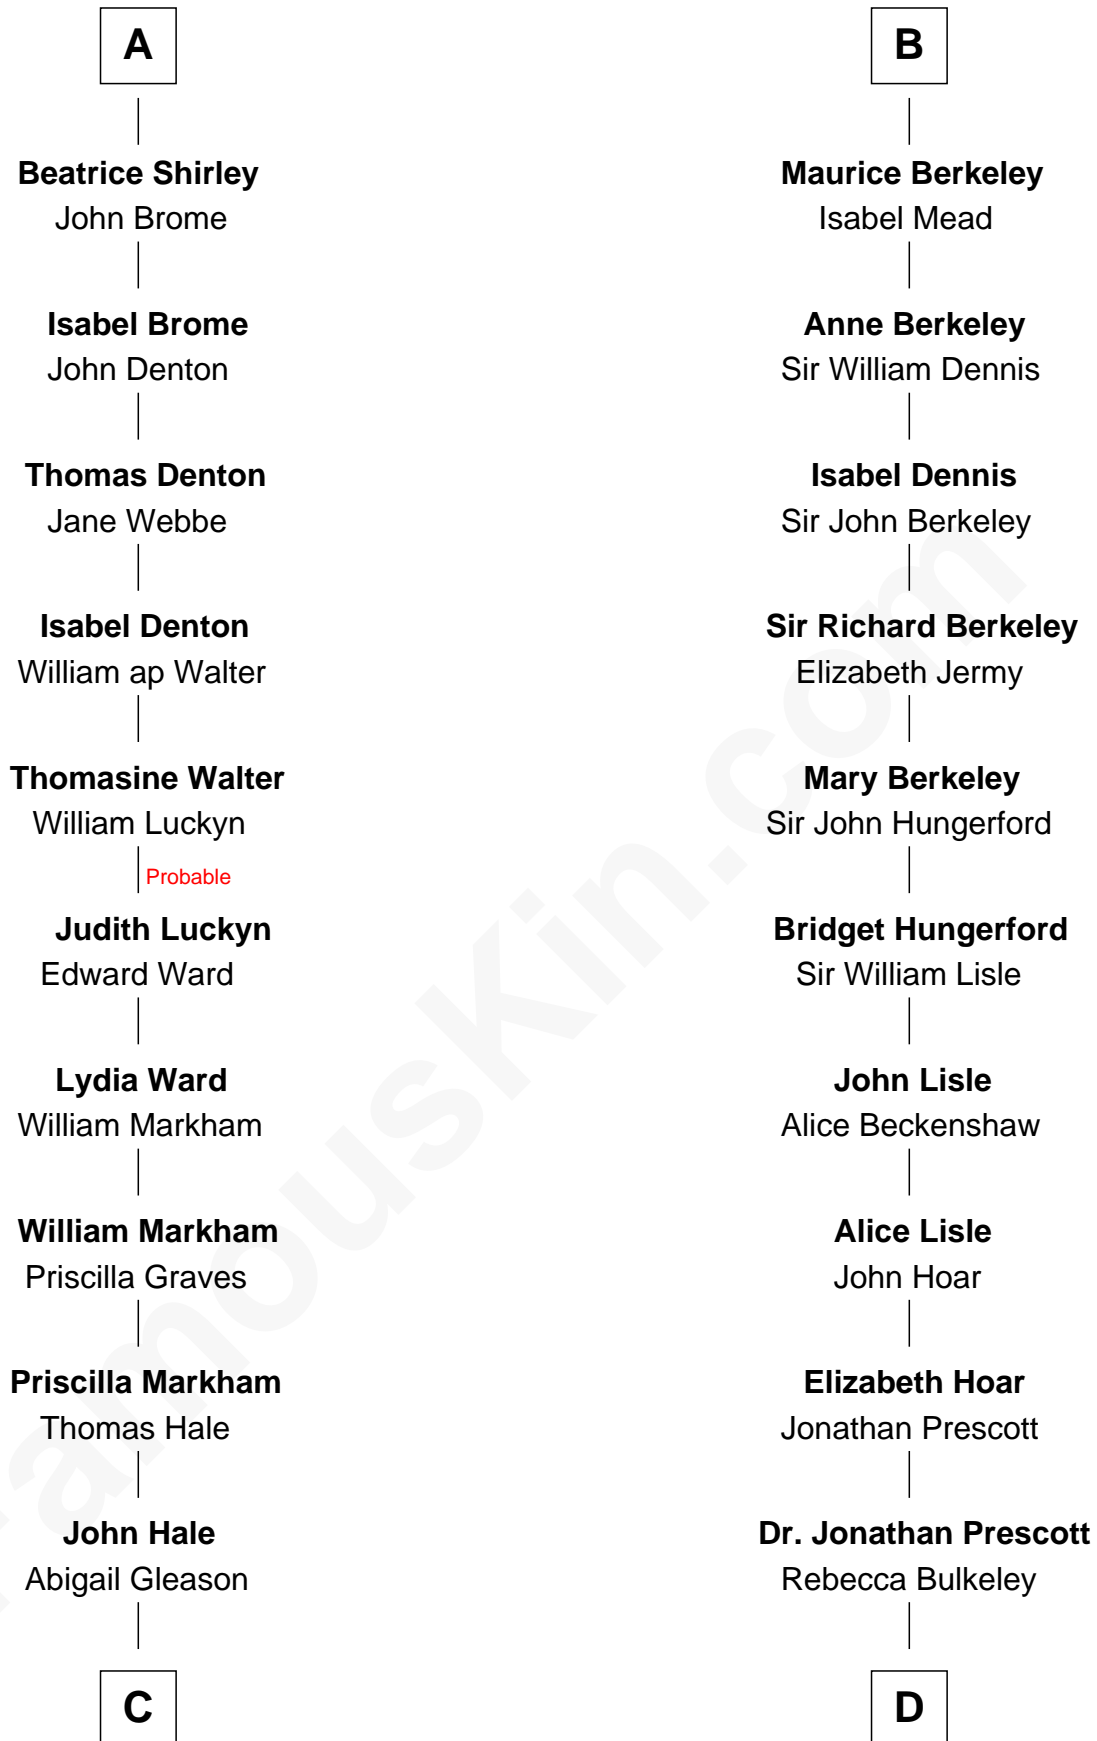 A
Beatrice Shirley
John Brome
Isabel Brome
John Denton
Thomas Denton
Jane Webbe
Isabel Denton
William ap Walter
Thomasine Walter
William Luckyn
Probable
Judith Luckyn
Edward Ward
Lydia Ward
William Markham
William Markham
Priscilla Graves
Priscilla Markham
Thomas Hale
John Hale
Abigail Gleason
C
B
Maurice Berkeley
Isabel Mead
Anne Berkeley
Sir William Dennis
Isabel Dennis
Sir John Berkeley
Sir Richard Berkeley
Elizabeth Jermy
Mary Berkeley
Sir John Hungerford
Bridget Hungerford
Sir William Lisle
John Lisle
Alice Beckenshaw
Alice Lisle
John Hoar
Elizabeth Hoar
Jonathan Prescott
Dr. Jonathan Prescott
Rebecca Bulkeley
D
FamousKin.com